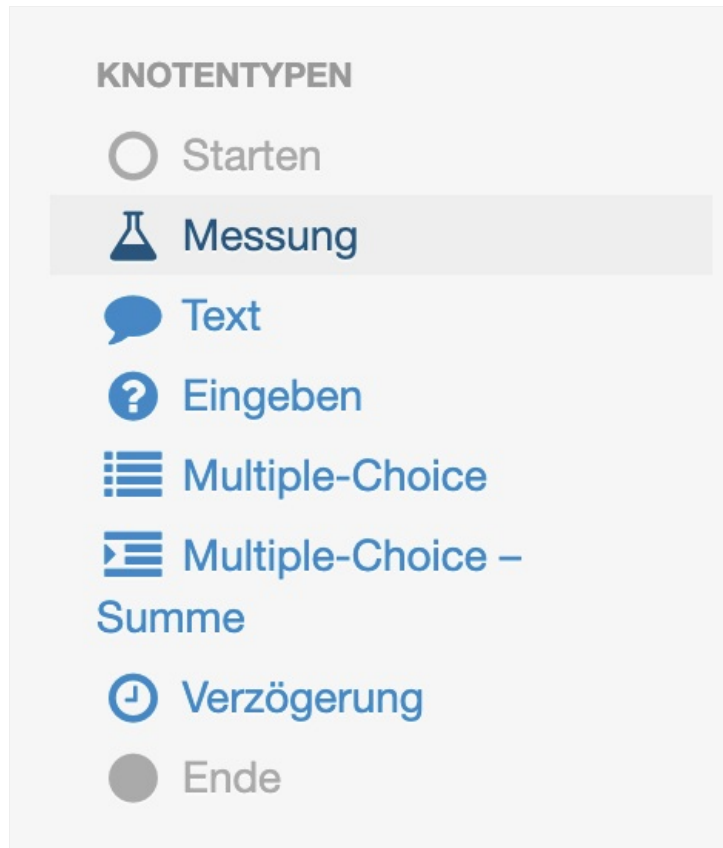 KNOTENTYPEN
Starten
Messung
Text
Eingeben
Multiple-Choice
Multiple-Choice –
Summe
Verzögerung
Ende